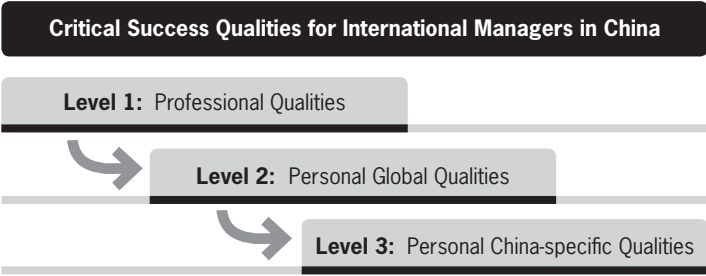 Critical Success Qualities for International Managers in China
Level 1: Professional Qualities
Level 2: Personal Global Qualities
Level 3: Personal China-specific Qualities